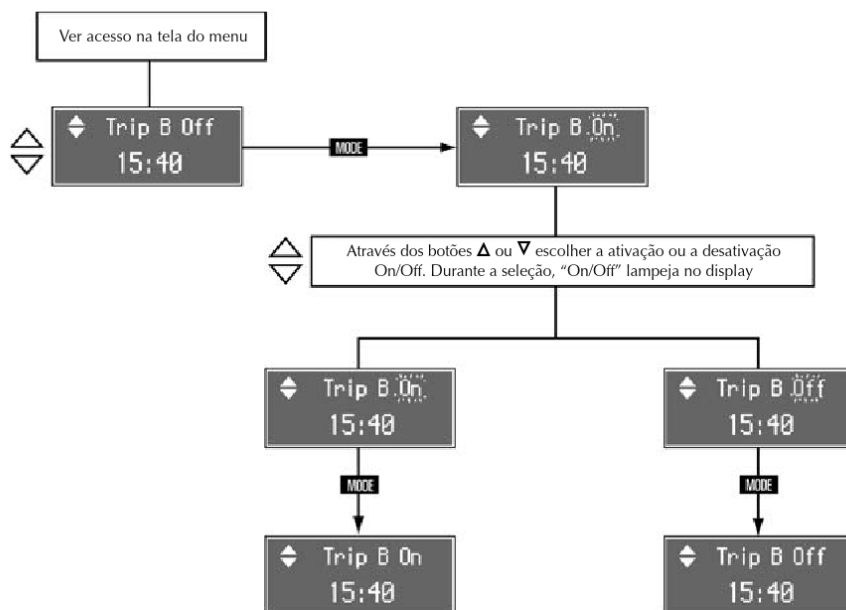 Ver acesso na tela do menu
Trip B Off
15:40
MODE
Trip B On
15:40
Através dos botões △ ou ▽ escolher a ativação ou a desativação
On/Off. Durante a seleção, “On/Off” lampeja no display
Trip B On
15:40
Trip B Off
15:40
MODE
MODE
Trip B On
15:40
Trip B Off
15:40